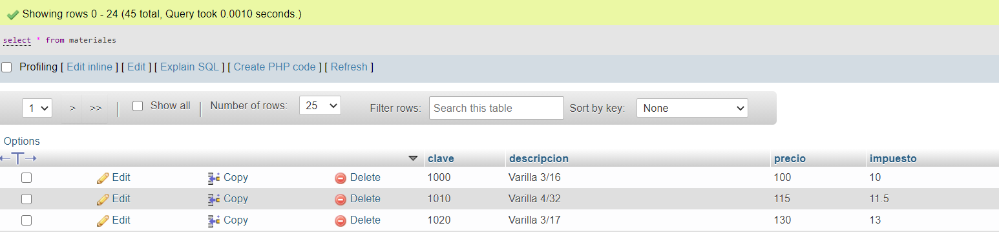 Showing rows 0 - 24 (45 total, Query took 0.0010 seconds.)
select * from materiales
Profiling [ Edit inline ] [ Edit ] [ Explain SQL ] [ Create PHP code ] [ Refresh ]
1 > >> | Show all | Number of rows: 25 Filter rows: Search this table Sort by key: None
Options
←T→ clave descripcion precio impuesto
Edit Copy Delete 1000 Varilla 3/16 100 10
Edit Copy Delete 1010 Varilla 4/32 115 11.5
Edit Copy Delete 1020 Varilla 3/17 130 13